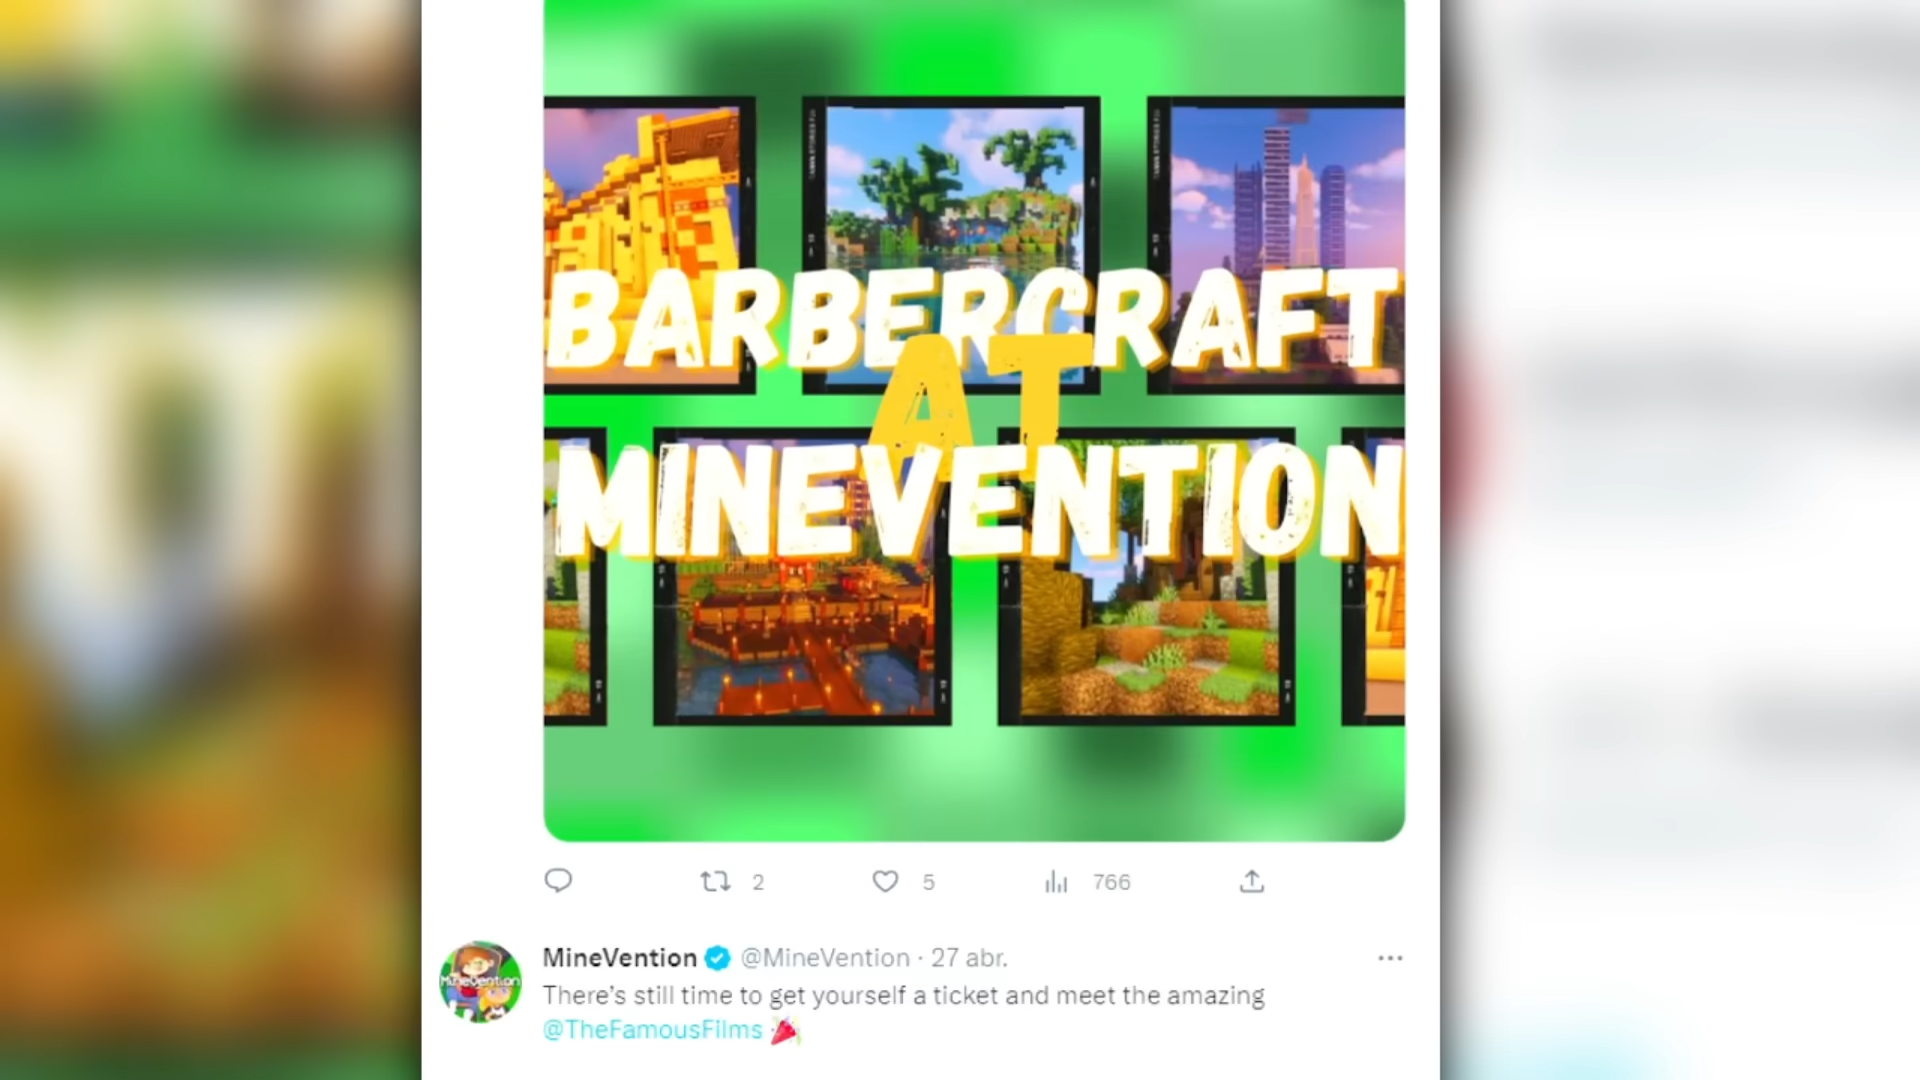 BARBERCRAFT
AT
MINEVENTION
2
5
766
MineVention @MineVention · 27 abr.
MineVention
There's still time to get yourself a ticket and meet the amazing
@TheFamousFilms